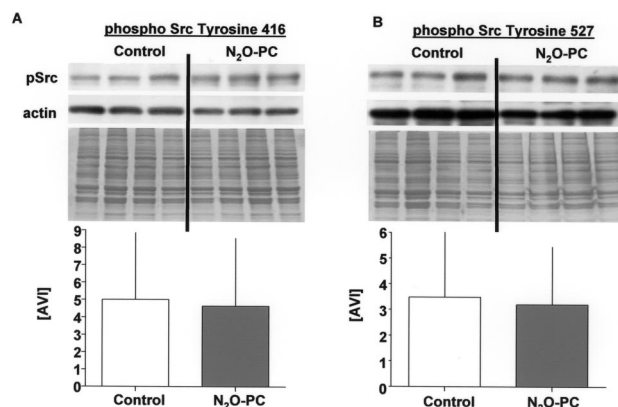 A
phospho Src Tyrosine 416
Control N₂O-PC
pSrc
actin
[AVI]
9
8
7
6
5
4
3
2
1
0
Control N₂O-PC
B
phospho Src Tyrosine 527
Control N₂O-PC
[AVI]
6
5
4
3
2
1
0
Control N₂O-PC